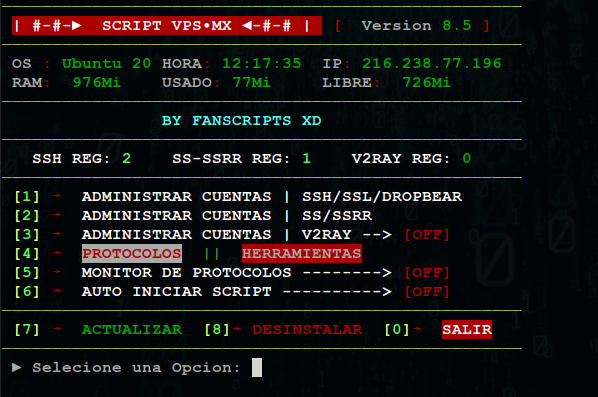 | #-#-► SCRIPT VPS•MX ◄-#-# | [ Version 8.5 ]
OS : Ubuntu 20 HORA: 12:17:35 IP: 216.238.77.196
RAM: 976Mi USADO: 77Mi LIBRE: 726Mi
BY FANSCRIPTS XD
SSH REG: 2 SS-SSRR REG: 1 V2RAY REG: 0
[1] ➛ ADMINISTRAR CUENTAS | SSH/SSL/DROPBEAR
[2] ➛ ADMINISTRAR CUENTAS | SS/SSRR
[3] ➛ ADMINISTRAR CUENTAS | V2RAY --> [OFF]
[4] ➛ PROTOCOLOS || HERRAMIENTAS
[5] ➛ MONITOR DE PROTOCOLOS --------> [OFF]
[6] ➛ AUTO INICIAR SCRIPT ----------> [OFF]
[7] ➛ ACTUALIZAR [8]➛ DESINSTALAR [0]➛ SALIR
► Selecione una Opcion: